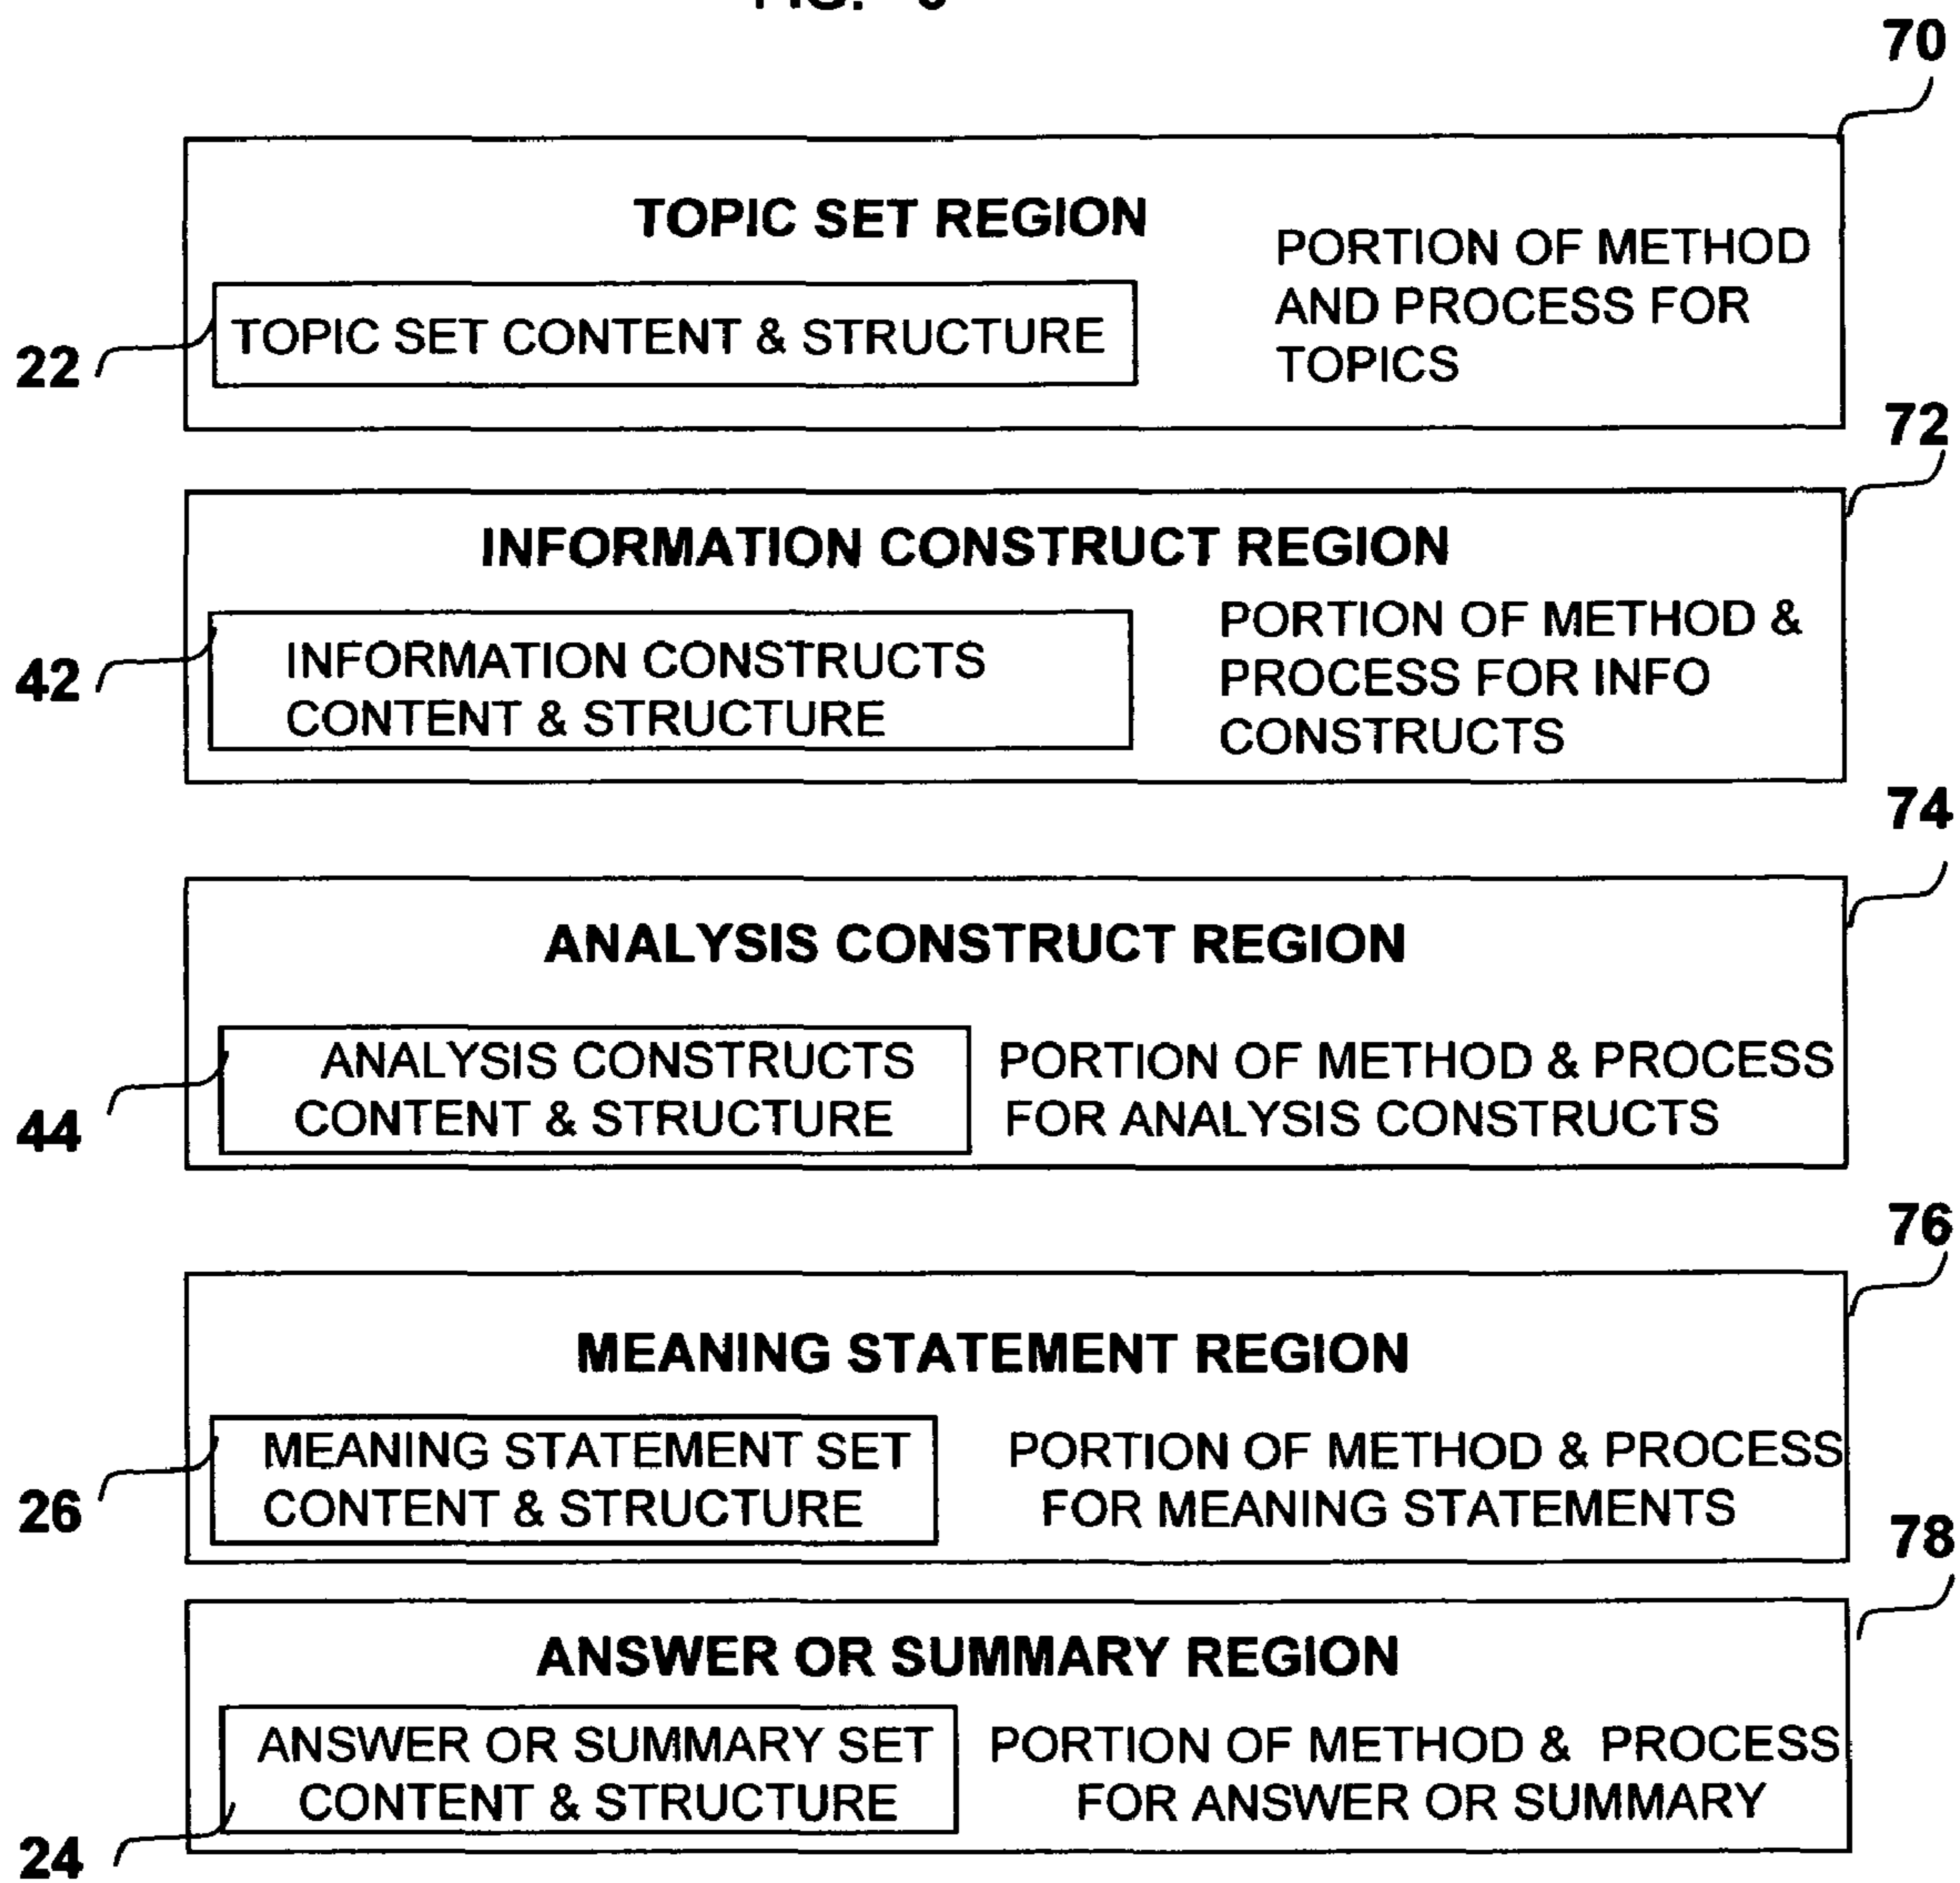 70
TOPIC SET REGION
PORTION OF METHOD
AND PROCESS FOR
TOPICS
TOPIC SET CONTENT & STRUCTURE
22
72
INFORMATION CONSTRUCT REGION
PORTION OF METHOD &
PROCESS FOR INFO
CONSTRUCTS
INFORMATION CONSTRUCTS
CONTENT & STRUCTURE
42
74
ANALYSIS CONSTRUCT REGION
ANALYSIS CONSTRUCTS
CONTENT & STRUCTURE
PORTION OF METHOD & PROCESS
FOR ANALYSIS CONSTRUCTS
44
76
MEANING STATEMENT REGION
MEANING STATEMENT SET
CONTENT & STRUCTURE
PORTION OF METHOD & PROCESS
FOR MEANING STATEMENTS
26
78
ANSWER OR SUMMARY REGION
ANSWER OR SUMMARY SET
CONTENT & STRUCTURE
PORTION OF METHOD & PROCESS
FOR ANSWER OR SUMMARY
24